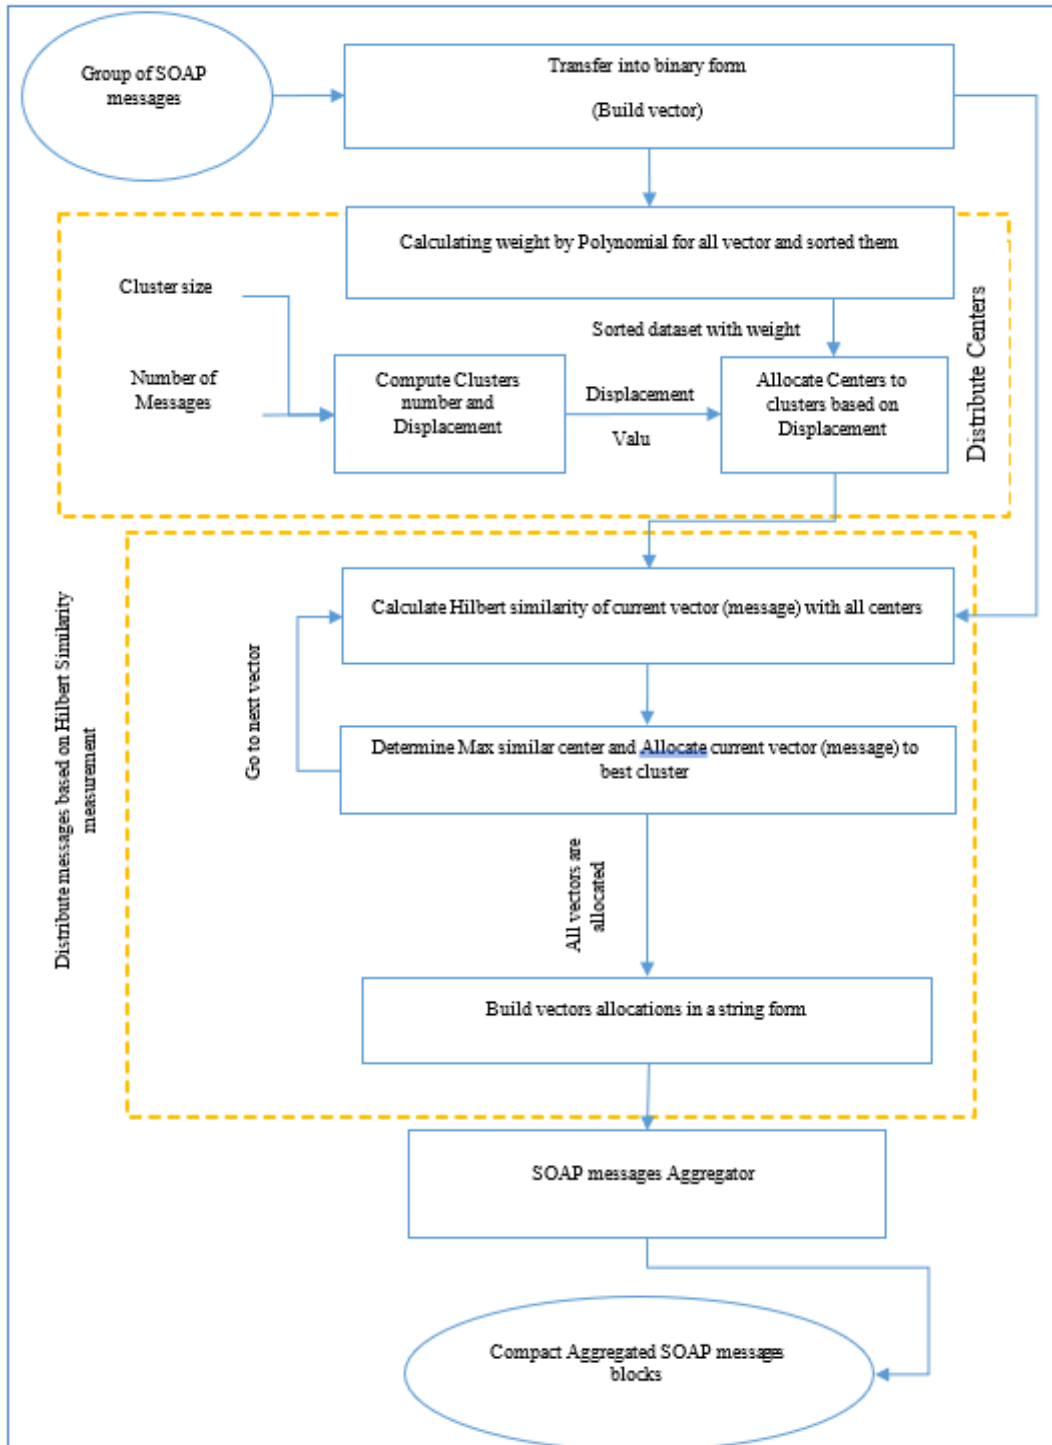 Group of SOAP
messages
Transfer into binary form
(Build vector)
Calculating weight by Polynomial for all vector and sorted them
Cluster size
Sorted dataset with weight
Number of
Messages
Compute Clusters
number and
Displacement
Displacement
Valu
Allocate Centers to
clusters based on
Displacement
Distribute Centers
Calculate Hilbert similarity of current vector (message) with all centers
Go to next vector
Distribute messages based on Hilbert Similarity
measurement
Determine Max similar center and Allocate current vector (message) to
best cluster
All vectors are
allocated
Build vectors allocations in a string form
SOAP messages Aggregator
Compact Aggregated SOAP messages
blocks